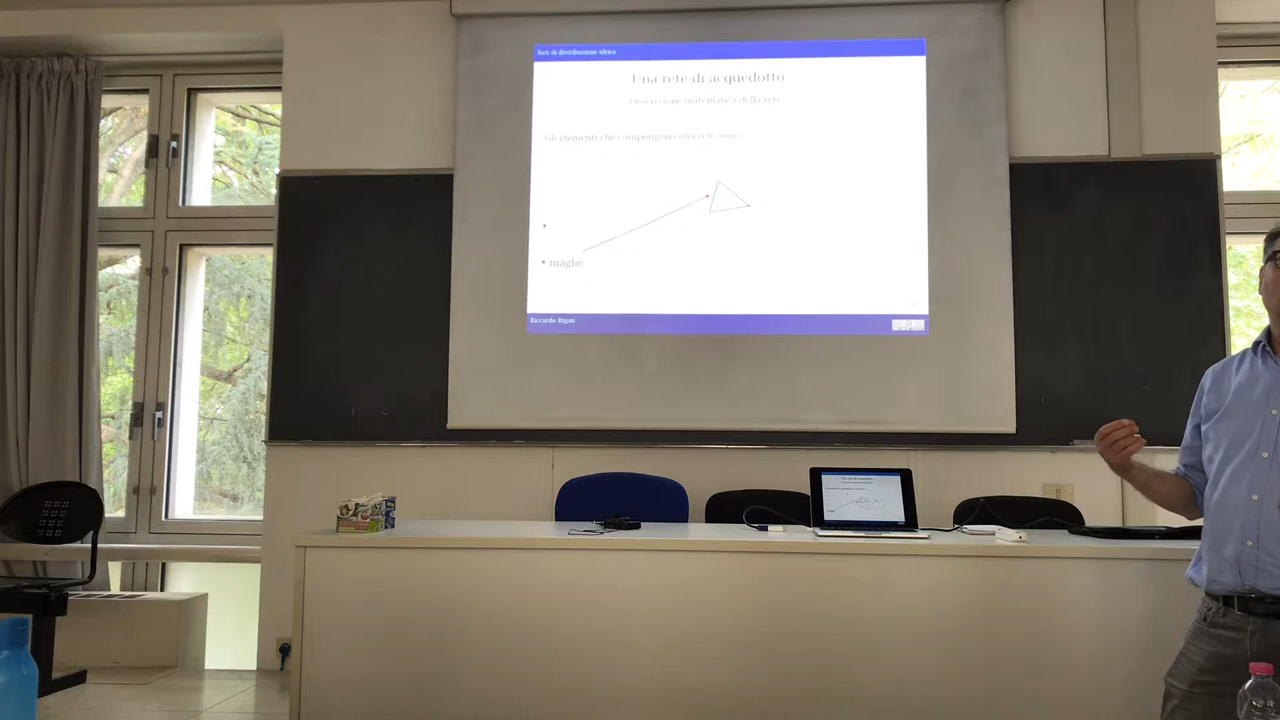 Reti di distribuzione idrica
Una rete di acquedotto
Descrizione matematica della rete
Gli elementi che compongono una rete sono
•
• maglie
Riccardo Rigon